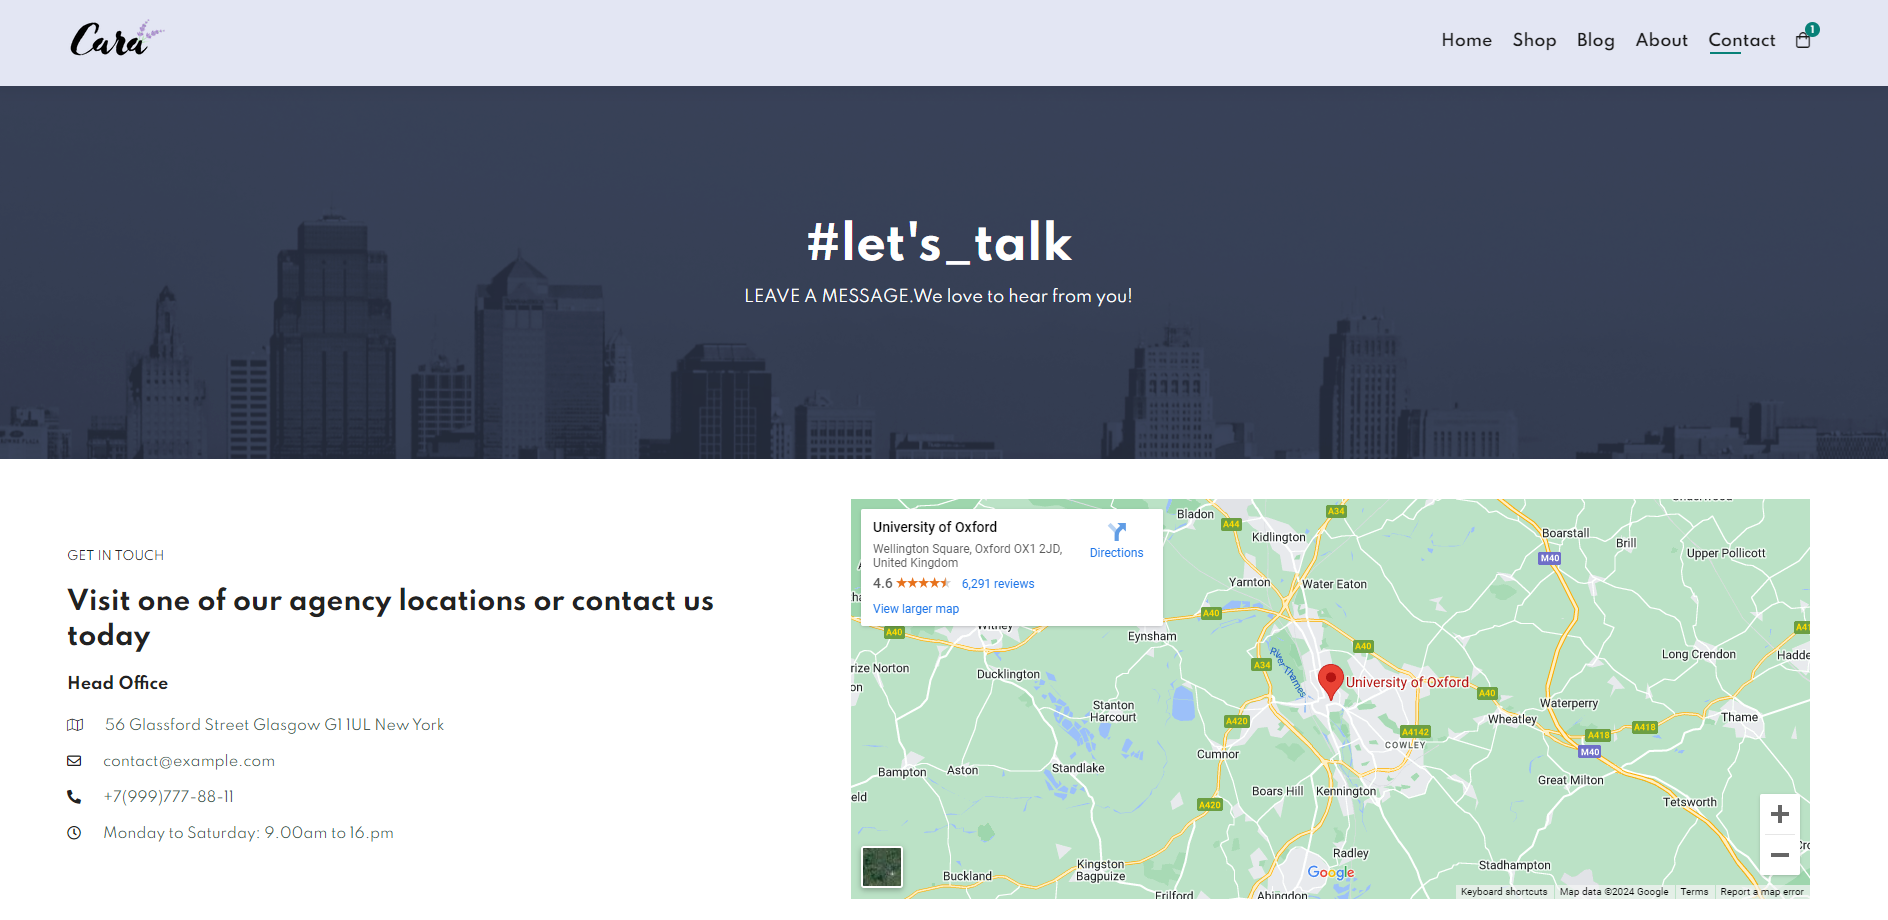 Cara
Home Shop Blog About Contact 1
#let's_talk
LEAVE A MESSAGE.We love to hear from you!
GET IN TOUCH
Visit one of our agency locations or contact us
today
Head Office
56 Glassford Street Glasgow G1 1UL New York
contact@example.com
+7(999)777-88-11
Monday to Saturday: 9.00am to 16.pm
University of Oxford
Wellington Square, Oxford OX1 2JD,
United Kingdom
Directions
4.6 6,291 reviews
View larger map
Bladon
A44
A34
Kidlington
Boarstall
Brill
M40
Upper Pollicott
Yarnton
Water Eaton
A40
A40
Witney
Eynsham
A40
A34
River Thames
Long Crendon
rize Norton
Ducklington
University of Oxford
A40
Stanton
Harcourt
A420
Waterperry
Wheatley
Thame
A418
A418
A4142
COWLEY
M40
Cumnor
Bampton
Aston
Standlake
Great Milton
Boars Hill
Kennington
A420
Tetsworth
Radley
Kingston
Bagpuize
Buckland
Stadhampton
Google
Frilford
Abingdon
Keyboard shortcuts
Map data ©2024 Google
Terms
Report a map error